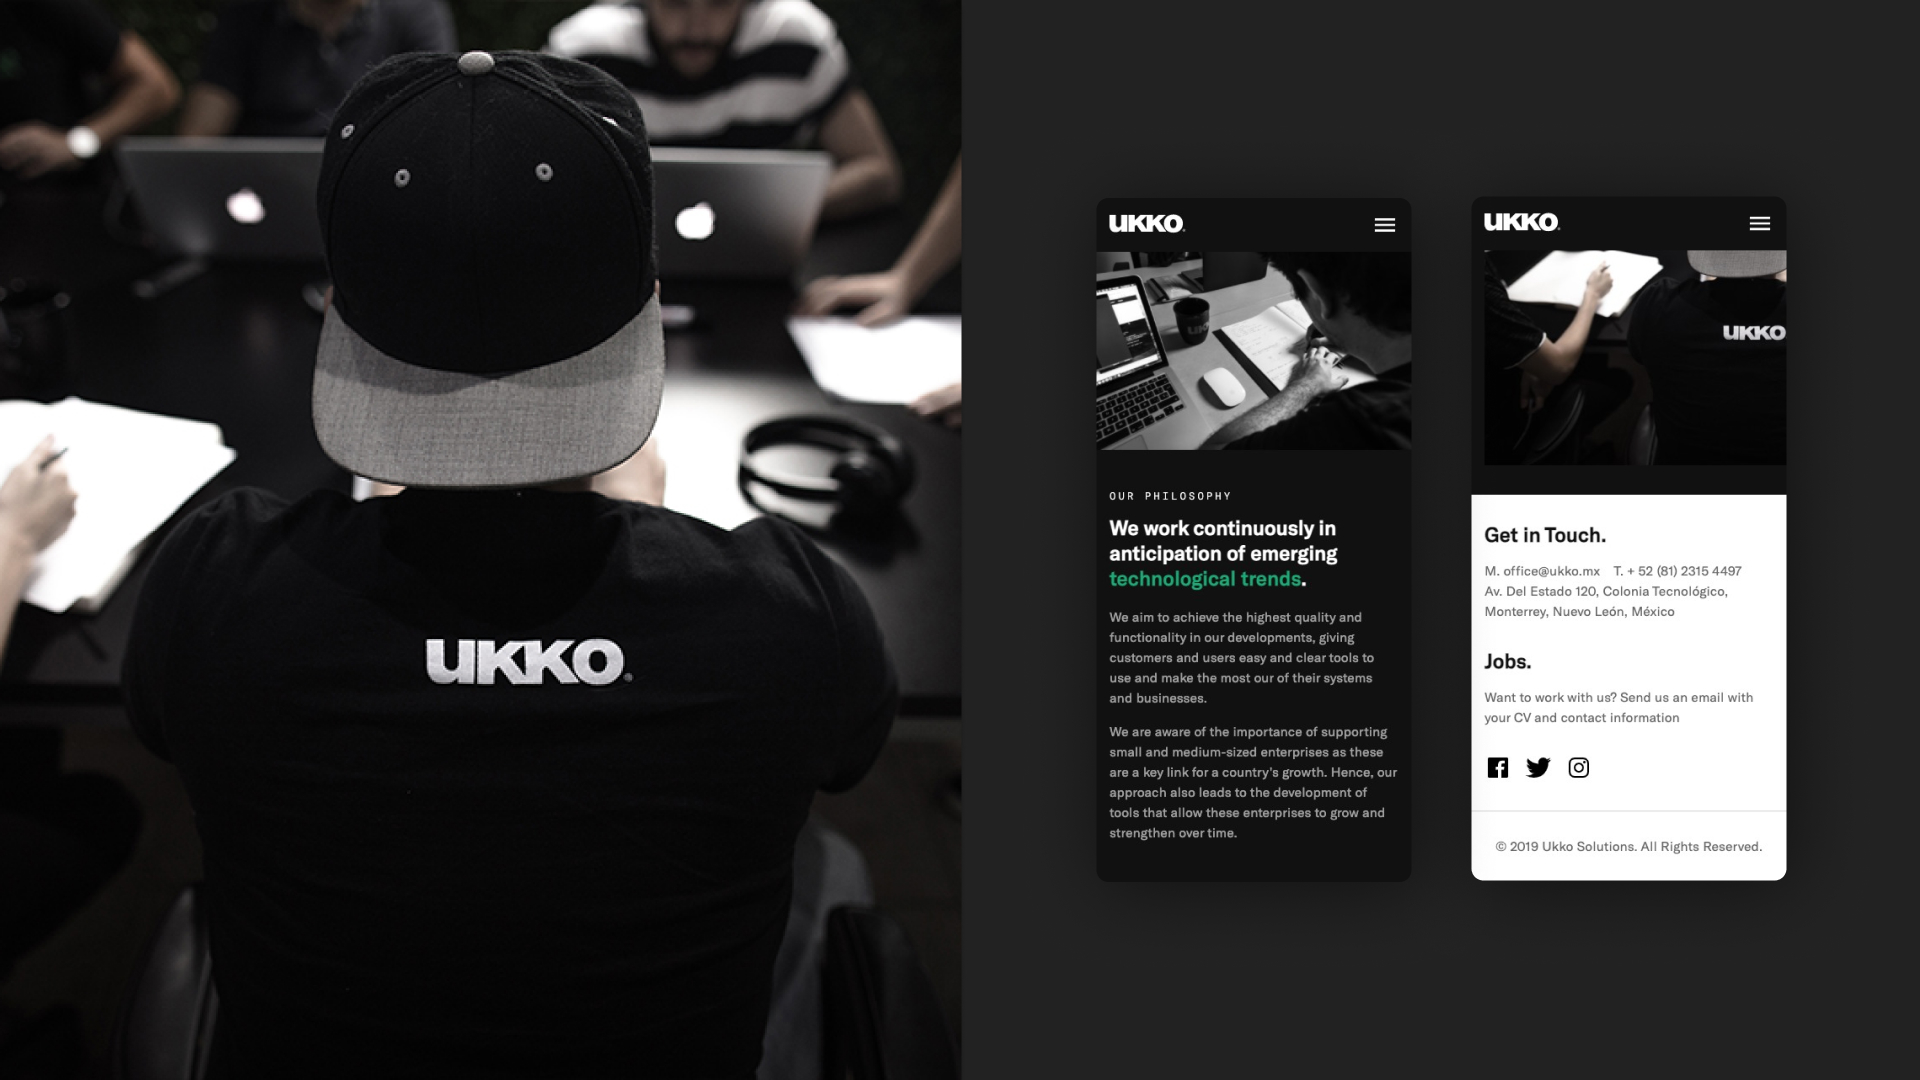 UKKO.
UKKO.
OUR PHILOSOPHY
We work continuously in
anticipation of emerging
technological trends.
We aim to achieve the highest quality and
functionality in our developments, giving
customers and users easy and clear tools to
use and make the most our of their systems
and businesses.
We are aware of the importance of supporting
small and medium-sized enterprises as these
are a key link for a country's growth. Hence, our
approach also leads to the development of
tools that allow these enterprises to grow and
strengthen over time.
UKKO.
UKKO
Get in Touch.
M. office@ukko.mx T. + 52 (81) 2315 4497
Av. Del Estado 120, Colonia Tecnológico,
Monterrey, Nuevo León, México
Jobs.
Want to work with us? Send us an email with
your CV and contact information
© 2019 Ukko Solutions. All Rights Reserved.